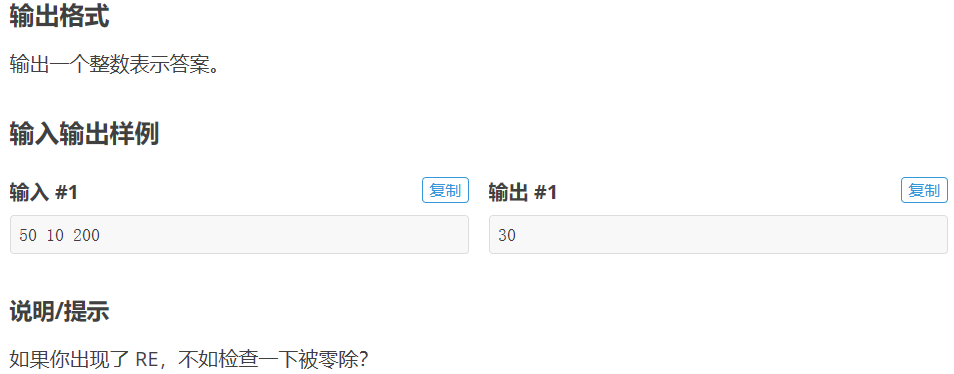 输出格式
输出一个整数表示答案。
输入输出样例
输入 #1
复制
输出 #1
复制
50 10 200
30
说明/提示
如果你出现了 RE，不如检查一下被零除？